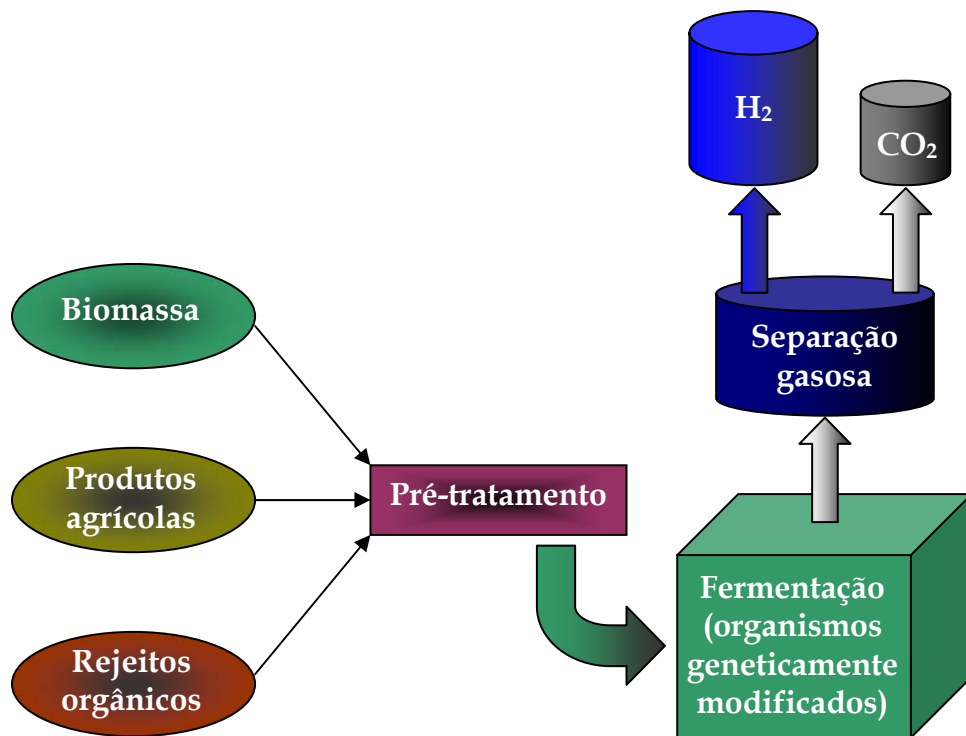 H₂
CO₂
Separação
gasosa
Biomassa
Produtos
agrícolas
Pré-tratamento
Rejeitos
orgânicos
Fermentação
(organismos
geneticamente
modificados)